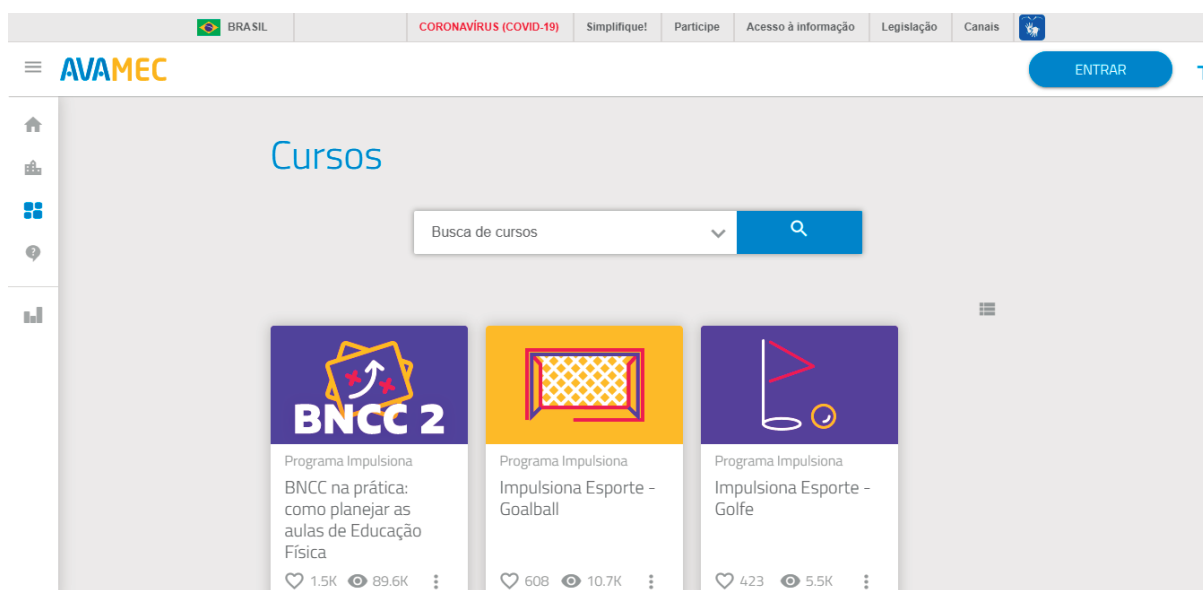 BRASIL CORONAVÍRUS (COVID-19) Simplifique! Participe Acesso à informação Legislação Canais
AVAMEC ENTRAR
Cursos
Busca de cursos
BNCC 2
Programa Impulsiona
BNCC na prática:
como planejar as
aulas de Educação
Física
1.5K 89.6K
Programa Impulsiona
Impulsiona Esporte -
Goalball
608 10.7K
Programa Impulsiona
Impulsiona Esporte -
Golfe
423 5.5K